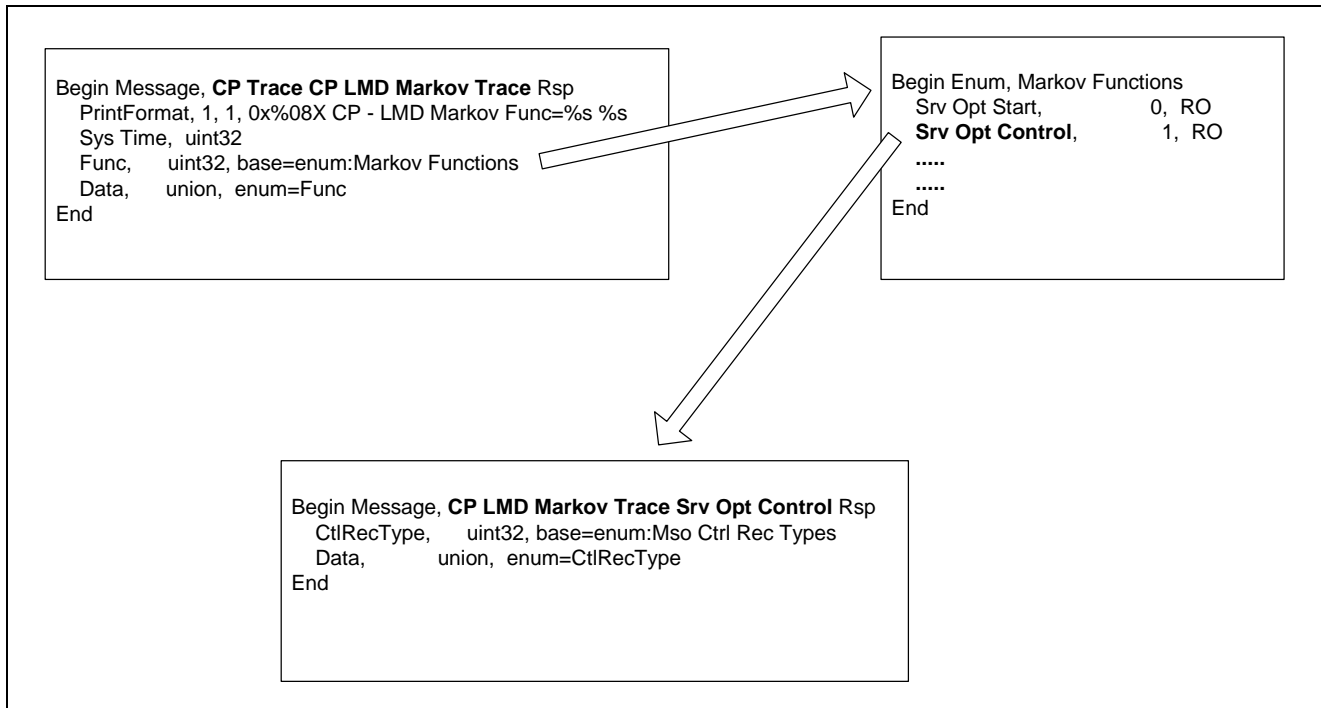 Begin Message, CP Trace CP LMD Markov Trace Rsp
PrintFormat, 1, 1, 0x%08X CP - LMD Markov Func=%s %s
Sys Time, uint32
Func, uint32, base=enum:Markov Functions
Data, union, enum=Func
End
Begin Enum, Markov Functions
Srv Opt Start, 0, RO
Srv Opt Control, 1, RO
.....
.....
End
Begin Message, CP LMD Markov Trace Srv Opt Control Rsp
CtlRecType, uint32, base=enum:Mso Ctrl Rec Types
Data, union, enum=CtlRecType
End